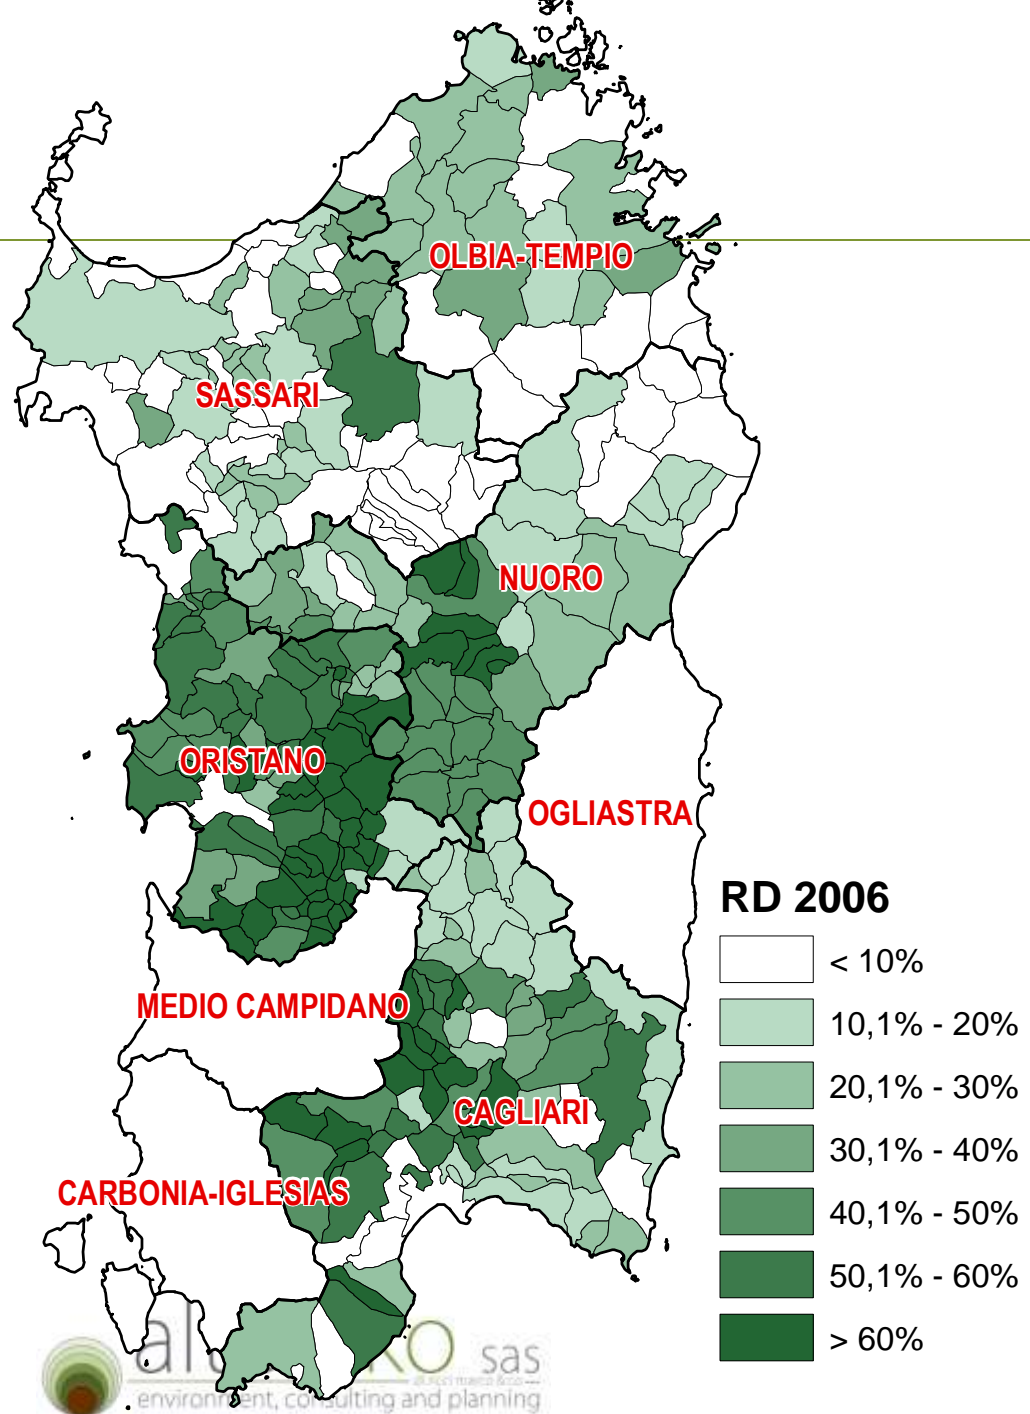 OLBIA-TEMPIO
SASSARI
NUORO
ORISTANO
OGLIASTRA
RD 2006
< 10%
MEDIO CAMPIDANO
10,1% - 20%
20,1% - 30%
CAGLIARI
30,1% - 40%
CARBONIA-IGLESIAS
40,1% - 50%
50,1% - 60%
> 60%
sas
environment, consulting and planning